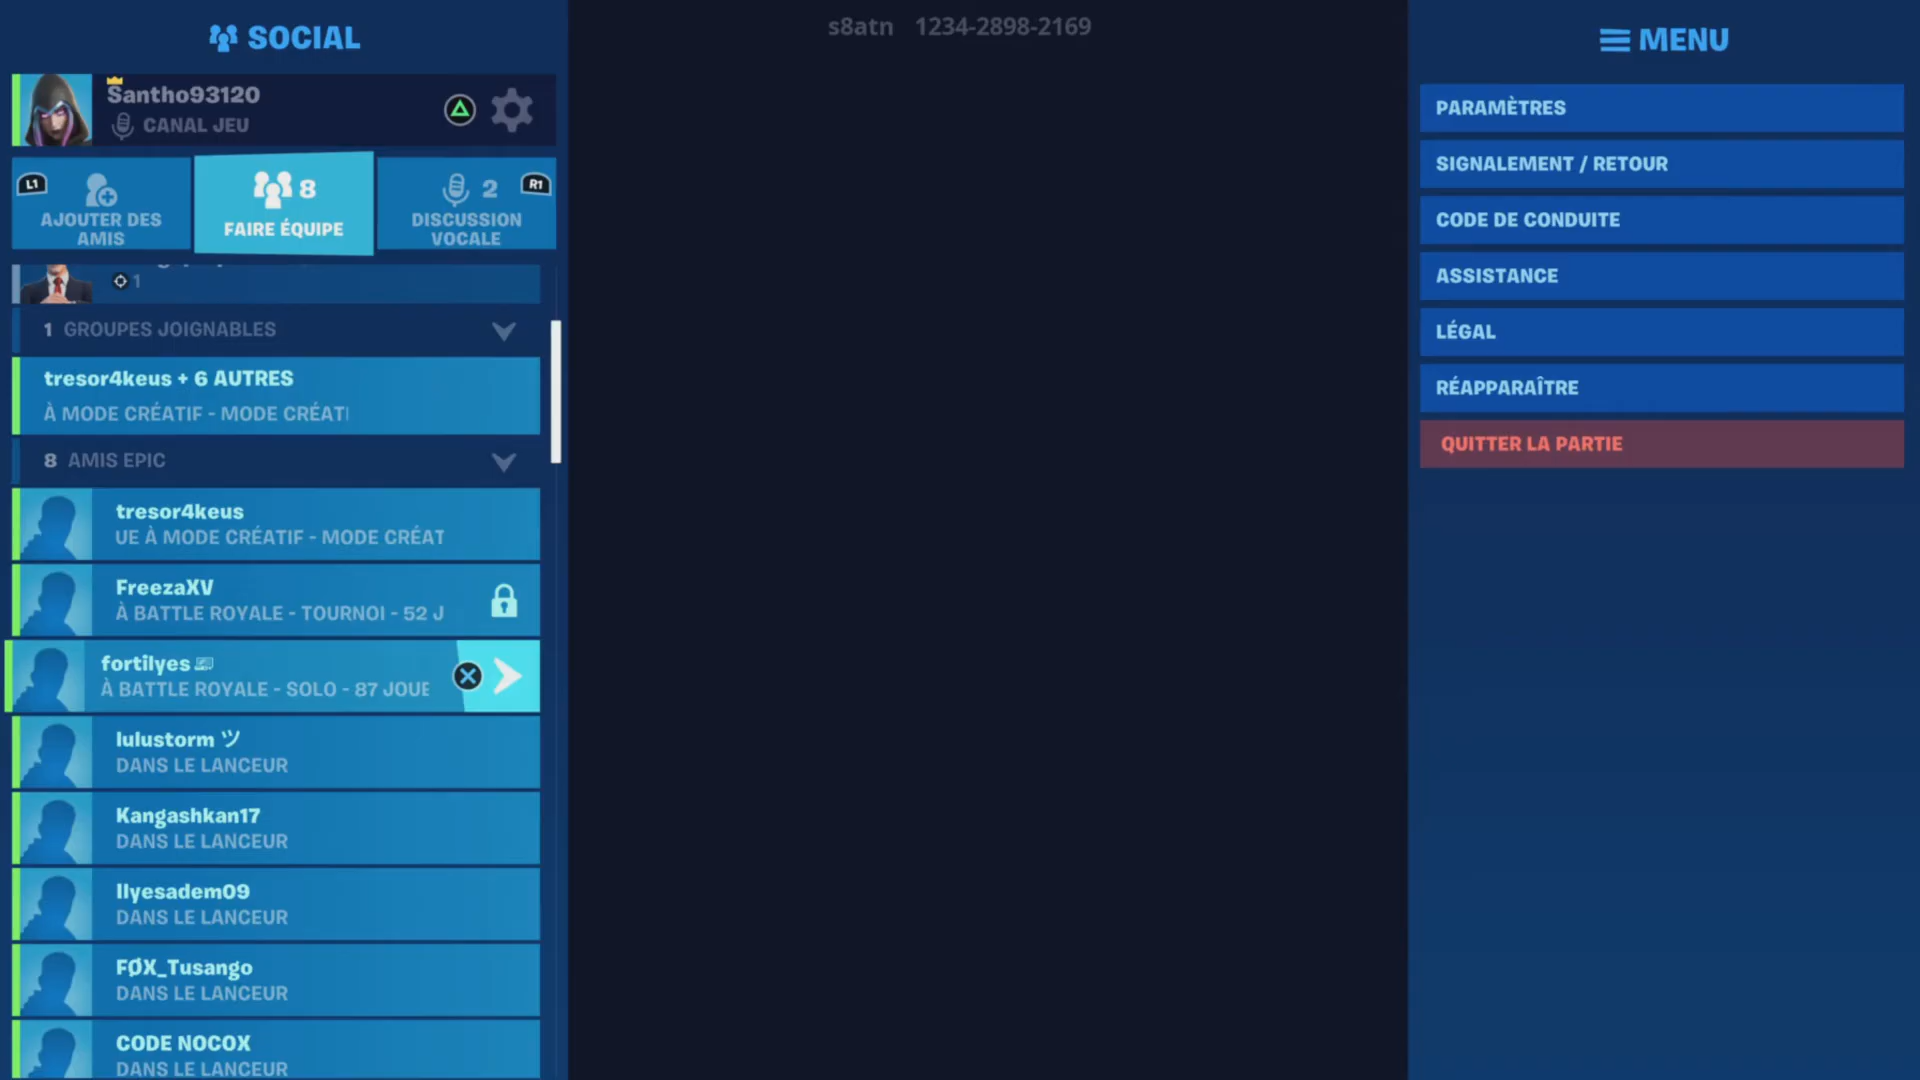 SOCIAL
s8atn 1234-2898-2169
MENU
Santho93120
CANAL JEU
L1
AJOUTER DES
AMIS
8
FAIRE ÉQUIPE
2
R1
DISCUSSION
VOCALE
1
1 GROUPES JOIGNABLES
tresor4keus + 6 AUTRES
À MODE CRÉATIF - MODE CRÉATI
8 AMIS EPIC
tresor4keus
UE À MODE CRÉATIF - MODE CRÉAT
FreezaXV
À BATTLE ROYALE - TOURNOI - 52 J
fortilyes
À BATTLE ROYALE - SOLO - 87 JOUE
lulustorm ツ
DANS LE LANCEUR
Kangashkan17
DANS LE LANCEUR
Ilyesadem09
DANS LE LANCEUR
FØX_Tusango
DANS LE LANCEUR
CODE NOCOX
DANS LE LANCEUR
PARAMÈTRES
SIGNALEMENT / RETOUR
CODE DE CONDUITE
ASSISTANCE
LÉGAL
RÉAPPARAÎTRE
QUITTER LA PARTIE